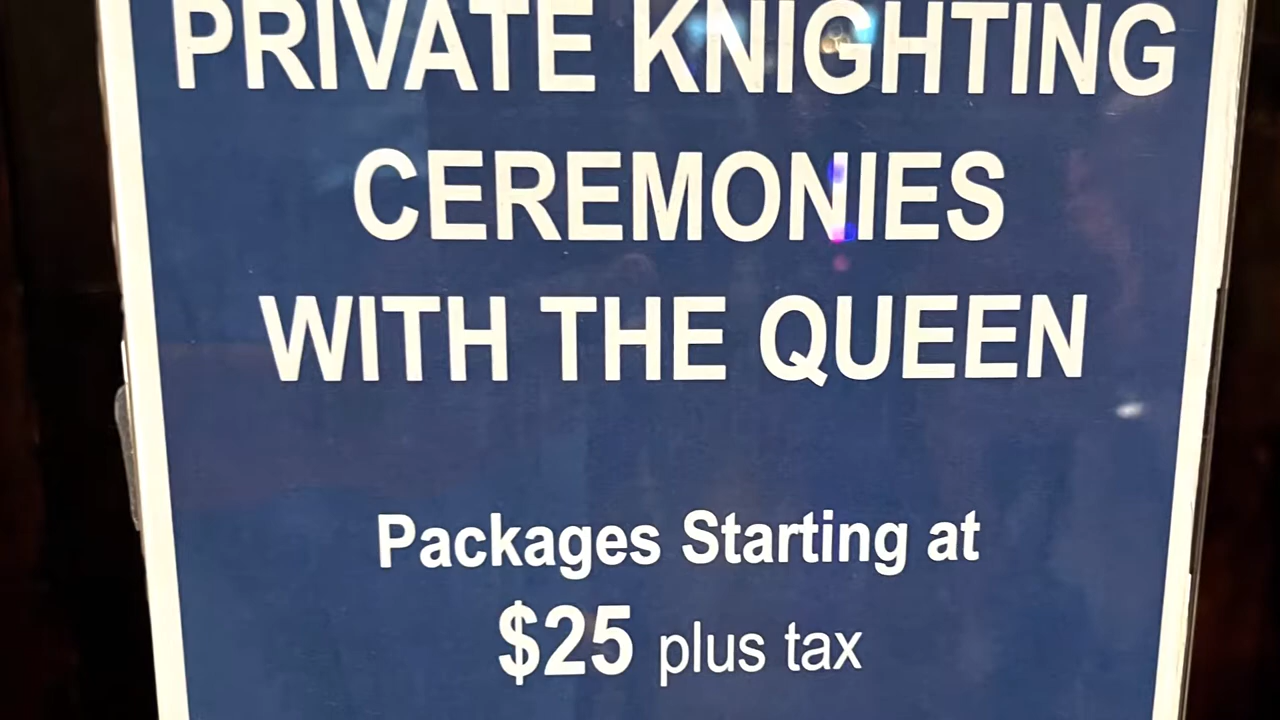 PRIVATE KNIGHTING
CEREMONIES
WITH THE QUEEN
Packages Starting at
$25 plus tax